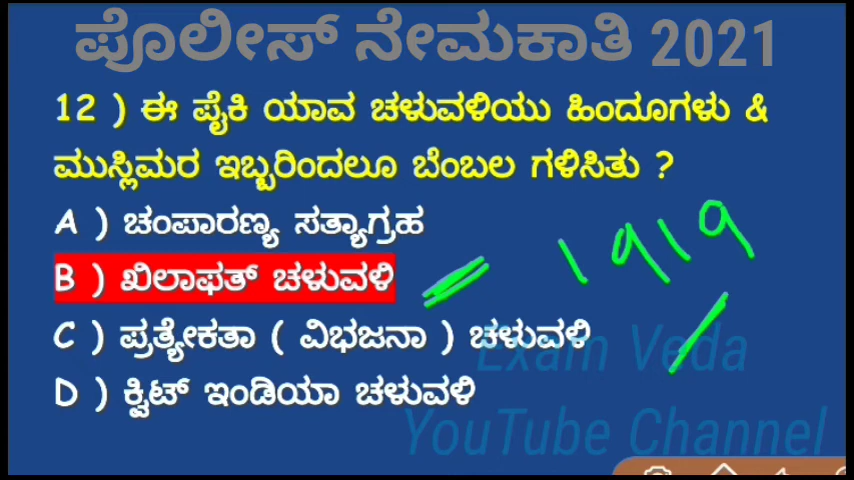 ಪೊಲೀಸ್ ನೇಮಕಾತಿ 2021
12 ) ಈ ಪೈಕಿ ಯಾವ ಚಳುವಳಿಯು ಹಿಂದೂಗಳು &
ಮುಸ್ಲಿಮರ ಇಬ್ಬರಿಂದಲೂ ಬೆಂಬಲ ಗಳಿಸಿತು ?
A ) ಚಂಪಾರಣ್ಯ ಸತ್ಯಾಗ್ರಹ
B ) ಖಿಲಾಫತ್ ಚಳುವಳಿ = 1919
C ) ಪ್ರತ್ಯೇಕತಾ ( ವಿಭಜನಾ ) ಚಳುವಳಿ
D ) ಕ್ವಿಟ್ ಇಂಡಿಯಾ ಚಳುವಳಿ
Exam Veda
YouTube Channel